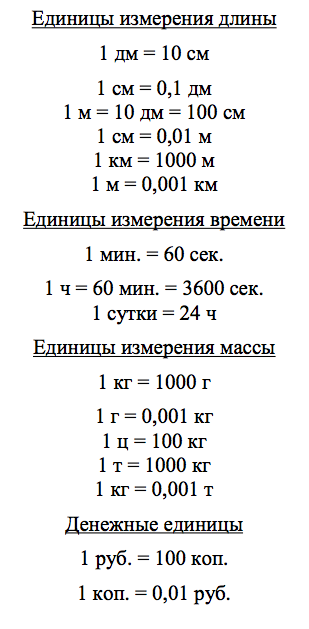 Единицы измерения длины
1 дм = 10 см
1 см = 0,1 дм
1 м = 10 дм = 100 см
1 см = 0,01 м
1 км = 1000 м
1 м = 0,001 км
Единицы измерения времени
1 мин. = 60 сек.
1 ч = 60 мин. = 3600 сек.
1 сутки = 24 ч
Единицы измерения массы
1 кг = 1000 г
1 г = 0,001 кг
1 ц = 100 кг
1 т = 1000 кг
1 кг = 0,001 т
Денежные единицы
1 руб. = 100 коп.
1 коп. = 0,01 руб.